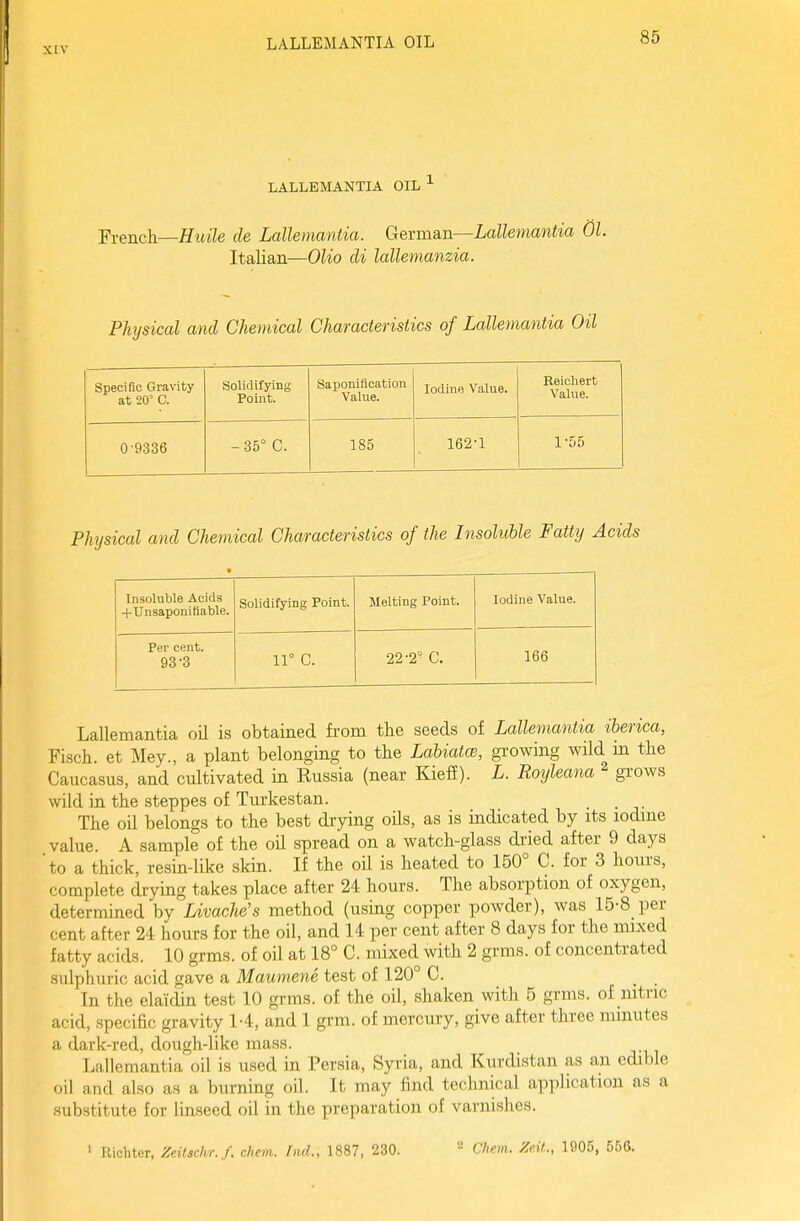 XIV
LALLEMANTIA OIL
85
LALLEMANTIA OIL 1
French—Huile de Lallemantia. German—Lallemantia Öl.
Italian—Olio di lallemanzia.
Physical and Chemical Characteristics of Lallemantia Oil
Specific Gravity at 20° C. | Solidifying Point. | Saponification Value. | Iodine Value. | Reichert Value.
0·9336 | - 35° C. | 185 | 162·1 | 1·55
Physical and Chemical Characteristics of the Insoluble Fatty Acids
Insoluble Acids +Unsaponifiable. | Solidifying Point. | Melting Point. | Iodine Value.
Per cent. 93·3 | 11° C. | 22·2° C. | 166
Lallemantia oil is obtained from the seeds of Lallemantia iberica,
Fisch. et Mey., a plant belonging to the Labiatæ, growing wild in the
Caucasus, and cultivated in Russia (near Kieff). L. Royleana 2 grows
wild in the steppes of Turkestan.
The oil belongs to the best drying oils, as is indicated by its iodine
value. A sample of the oil spread on a watch-glass dried after 9 days
to a thick, resin-like skin. If the oil is heated to 150° C. for 3 hours,
complete drying takes place after 24 hours. The absorption of oxygen,
determined by Livache's method (using copper powder), was 15·8 per
cent after 24 hours for the oil, and 14 per cent after 8 days for the mixed
fatty acids. 10 grms. of oil at 18° C. mixed with 2 grms. of concentrated
sulphuric acid gave a Maumené test of 120° C.
In the elaïdin test 10 grms. of the oil, shaken with 5 grms. of nitric
acid, specific gravity 1·4, and 1 grm. of mercury, give after three minutes
a dark-red, dough-like mass.
Lallemantia oil is used in Persia, Syria, and Kurdistan as an edible
oil and also as a burning oil. It may find technical application as a
substitute for linseed oil in the preparation of varnishes.
1 Richter, Zeitschr. f. chem. Ind., 1887, 230. 2 Chem. Zeit., 1905, 556.